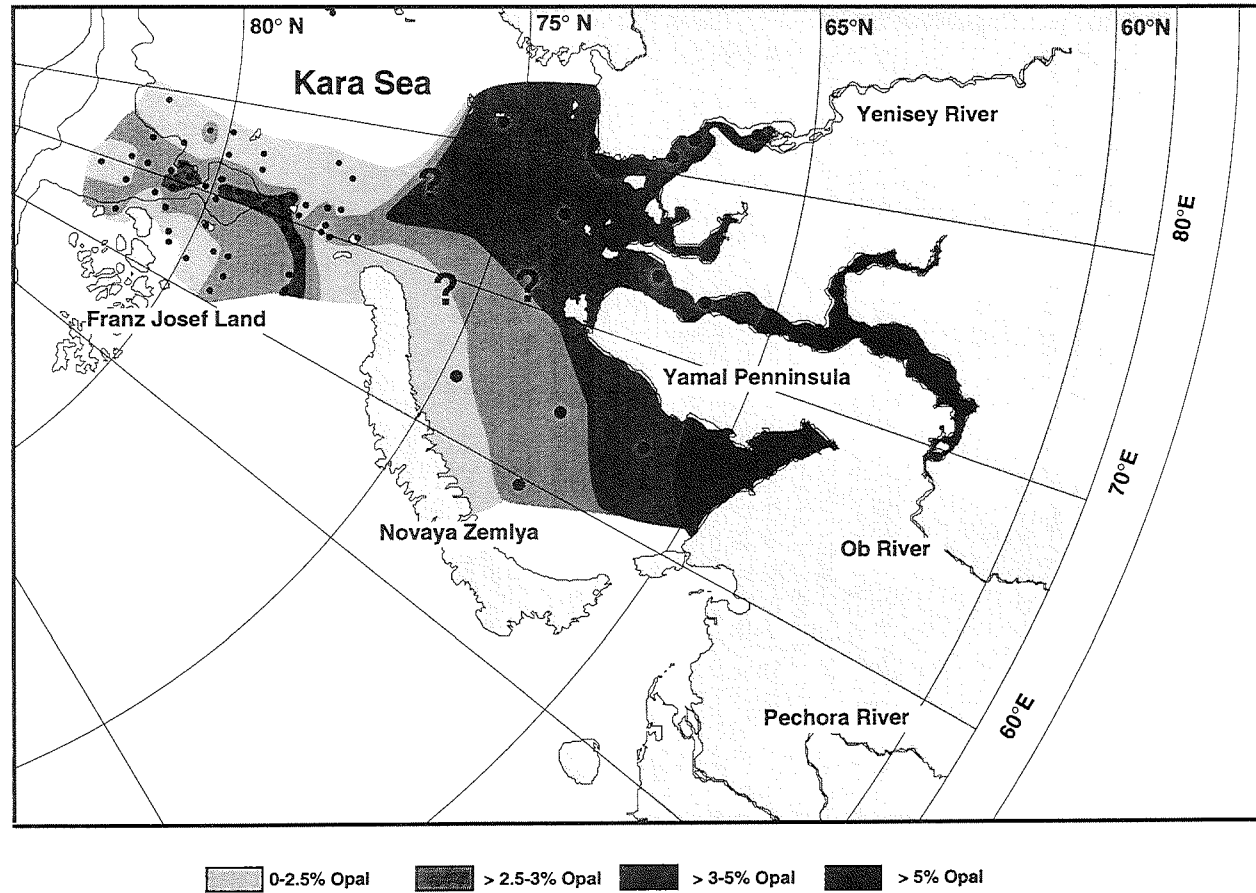 80° N
75° N
65°N
60°N
Kara Sea
Yenisey River
?
80°E
? ?
Franz Josef Land
Yamal Penninsula
70°E
Novaya Zemlya
Ob River
60°E
Pechora River
0-2.5% Opal
> 2.5-3% Opal
> 3-5% Opal
> 5% Opal